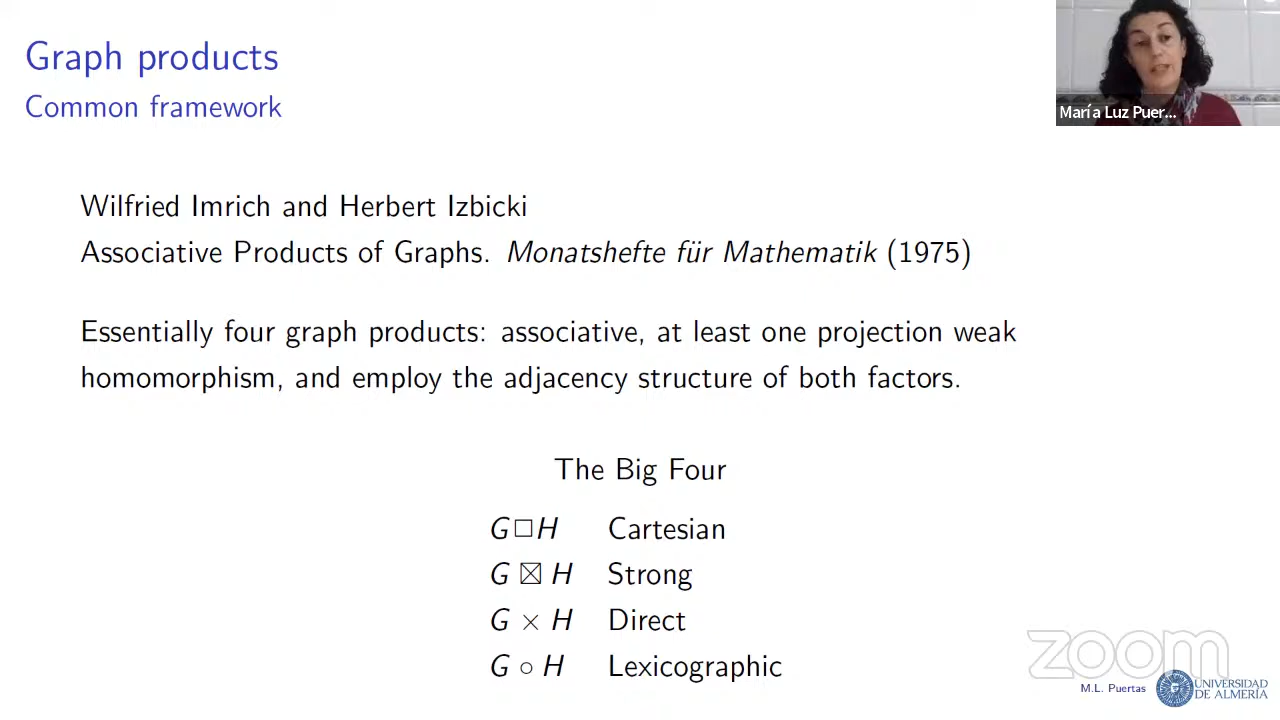 Graph products
Common framework
María Luz Puer...
Wilfried Imrich and Herbert Izbicki
Associative Products of Graphs. Monatshefte für Mathematik (1975)
Essentially four graph products: associative, at least one projection weak
homomorphism, and employ the adjacency structure of both factors.
The Big Four
G □ H Cartesian
G ⊠ H Strong
G × H Direct
G ∘ H Lexicographic
zoom
M.L. Puertas
UNIVERSIDAD
DE ALMERÍA